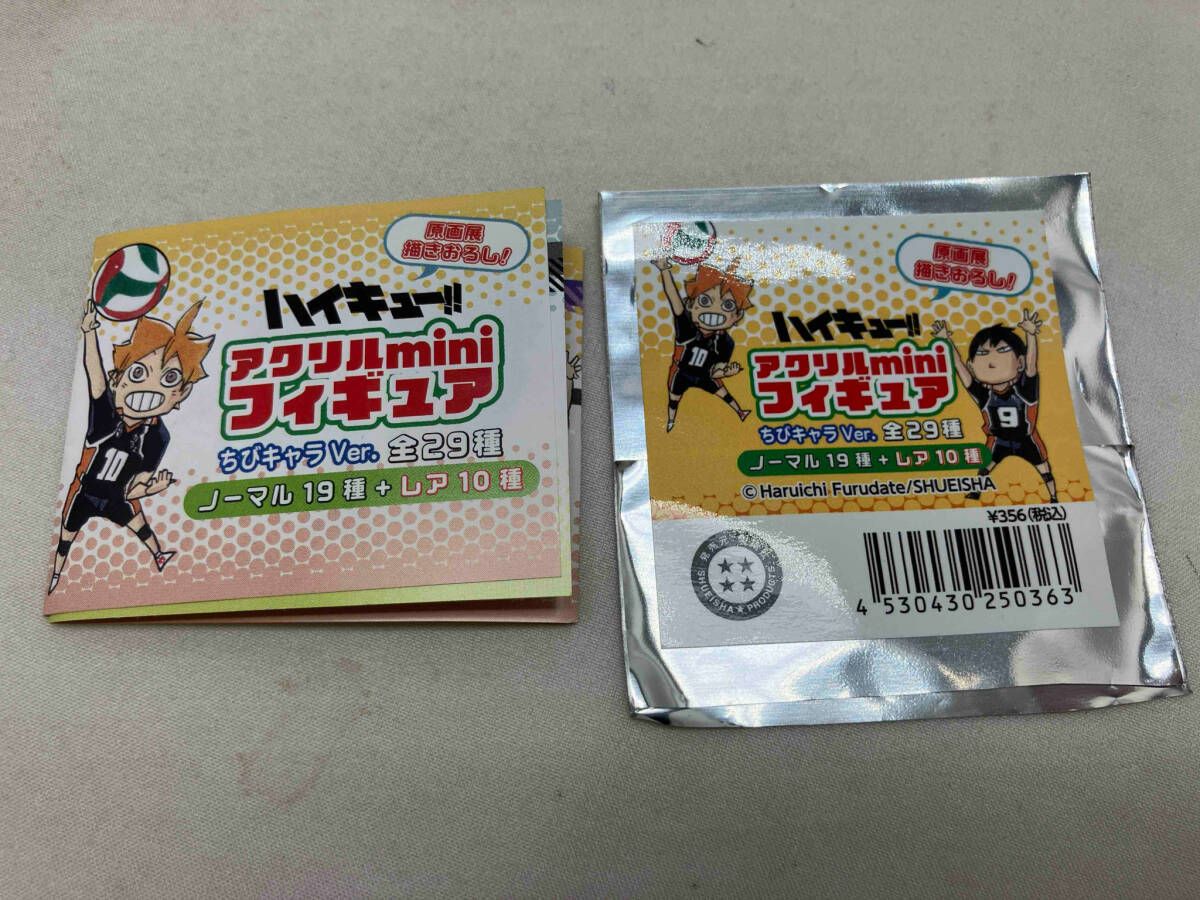 原画展
描きおろし!
ハイキュー!!
アクリルmini
フィギュア
ちびキャラVer. 全29種
ノーマル19種+レア10種
10
原画展
描きおろし!
ハイキュー!!
アクリルmini
フィギュア
ちびキャラVer. 全29種
ノーマル19種+レア10種
10
9
©Haruichi Furudate/SHUEISHA
¥356(税込)
SHUEISHA★PRODUCTS
4 530430 250363